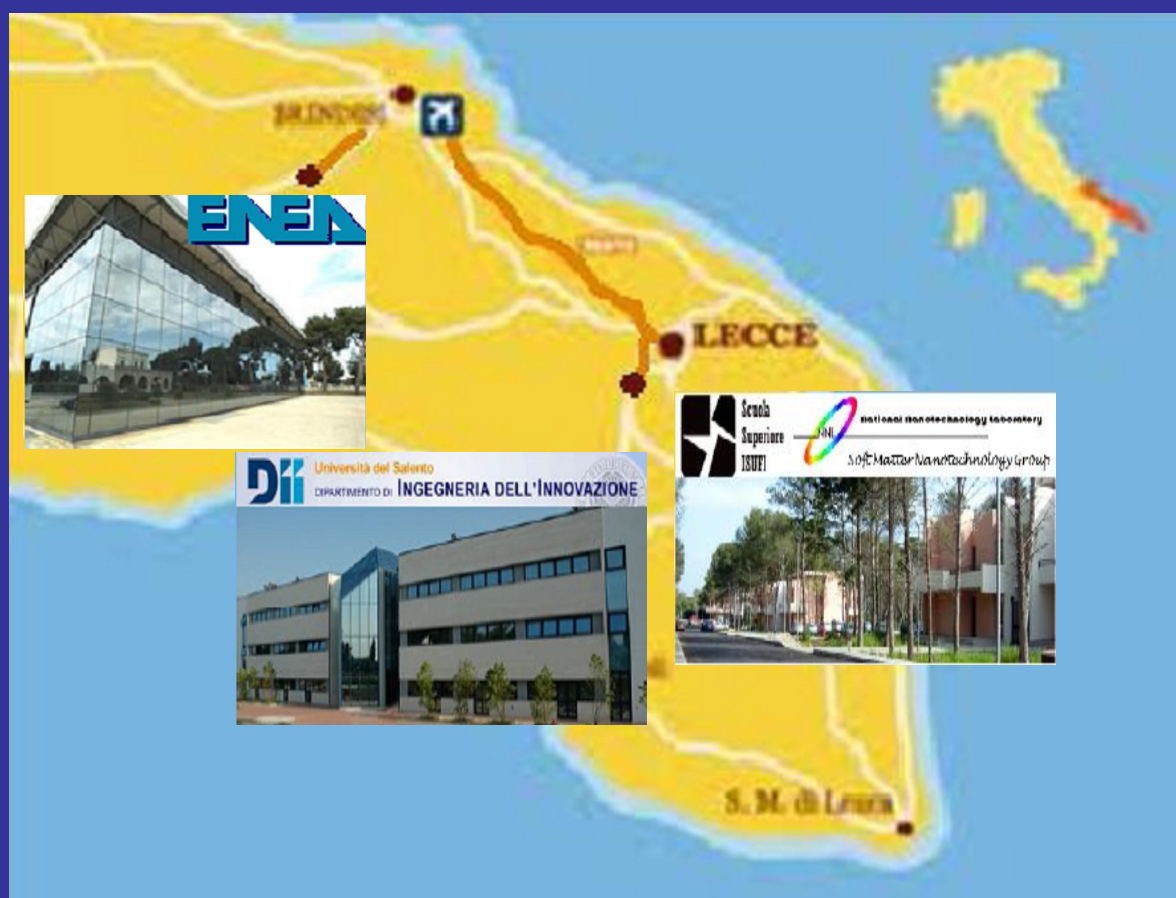 BRINDISI
ENEA
LECCE
Scuola
Superiore
ISUFI
NNL
National Nanotechnology Laboratory
Soft Matter Nanotechnology Group
Dii
Università del Salento
DIPARTIMENTO DI INGEGNERIA DELL'INNOVAZIONE
S. M. di Leuca